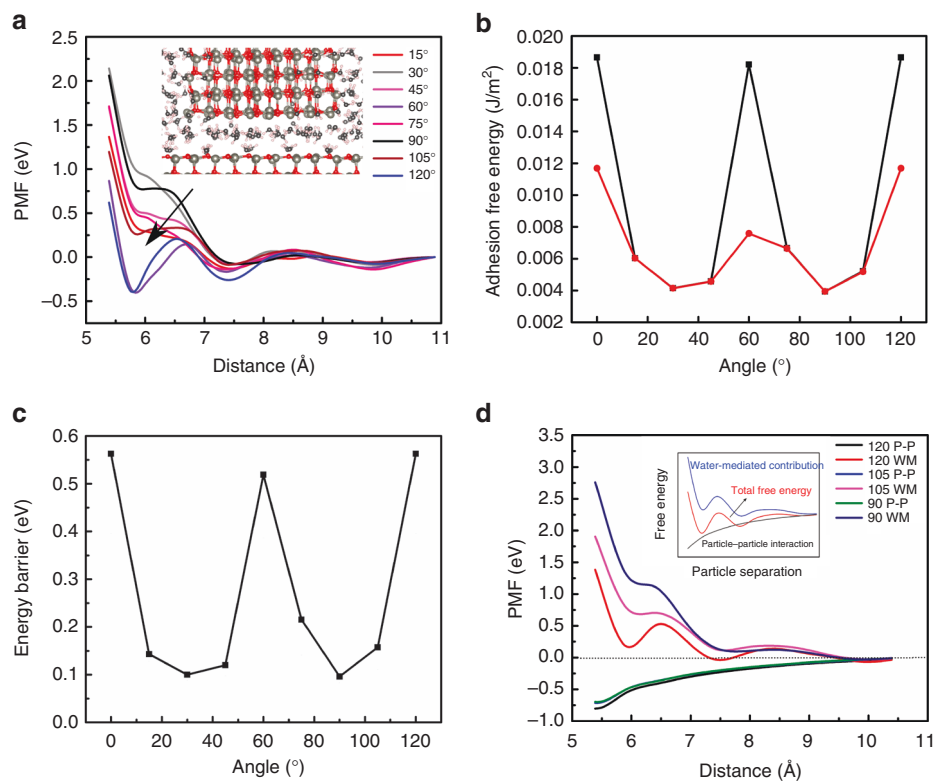 a
2.5
2.0
1.5
1.0
0.5
0.0
−0.5
PMF (eV)
5 6 7 8 9 10 11
Distance (Å)
15°
30°
45°
60°
75°
90°
105°
120°
b
0.020
0.018
0.016
0.014
0.012
0.010
0.008
0.006
0.004
0.002
Adhesion free energy (J/m²)
0 20 40 60 80 100 120
Angle (°)
c
0.6
0.5
0.4
0.3
0.2
0.1
0.0
Energy barrier (eV)
0 20 40 60 80 100 120
Angle (°)
d
3.5
3.0
2.5
2.0
1.5
1.0
0.5
0.0
−0.5
−1.0
PMF (eV)
5 6 7 8 9 10 11
Distance (Å)
Free energy
Water-mediated contribution
Total free energy
Particle–particle interaction
Particle separation
120 P-P
120 WM
105 P-P
105 WM
90 P-P
90 WM